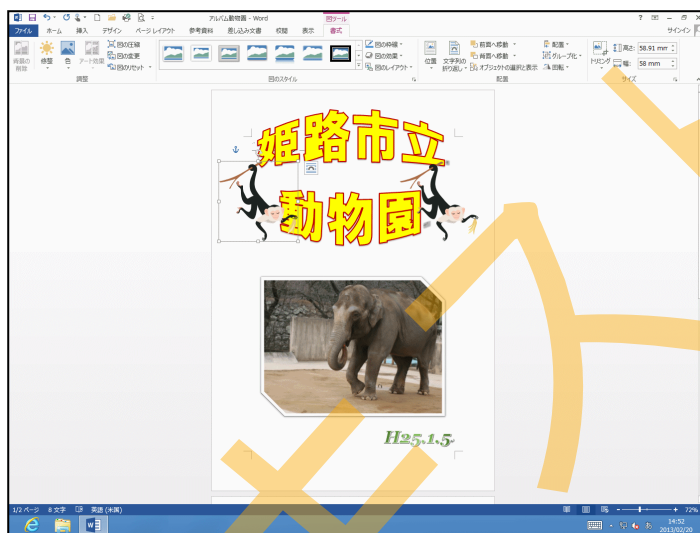 アルバム動物園 - Word
図ツール
サインイン
ファイル ホーム 挿入 デザイン ページ レイアウト 参考資料 差し込み文書 校閲 表示 書式
背景の削除
修整
色
アート効果
図の圧縮
図の変更
図のリセット
調整
図のスタイル
図の枠線
図の効果
図のレイアウト
位置
文字列の折り返し
前面へ移動
背面へ移動
オブジェクトの選択と表示
配置
グループ化
回転
配置
トリミング
高さ: 58.91 mm
幅: 58 mm
サイズ
姫路市立
動物園
H25.1.5
1/2 ページ 8 文字 英語 (米国)
72%
14:52
2013/02/20